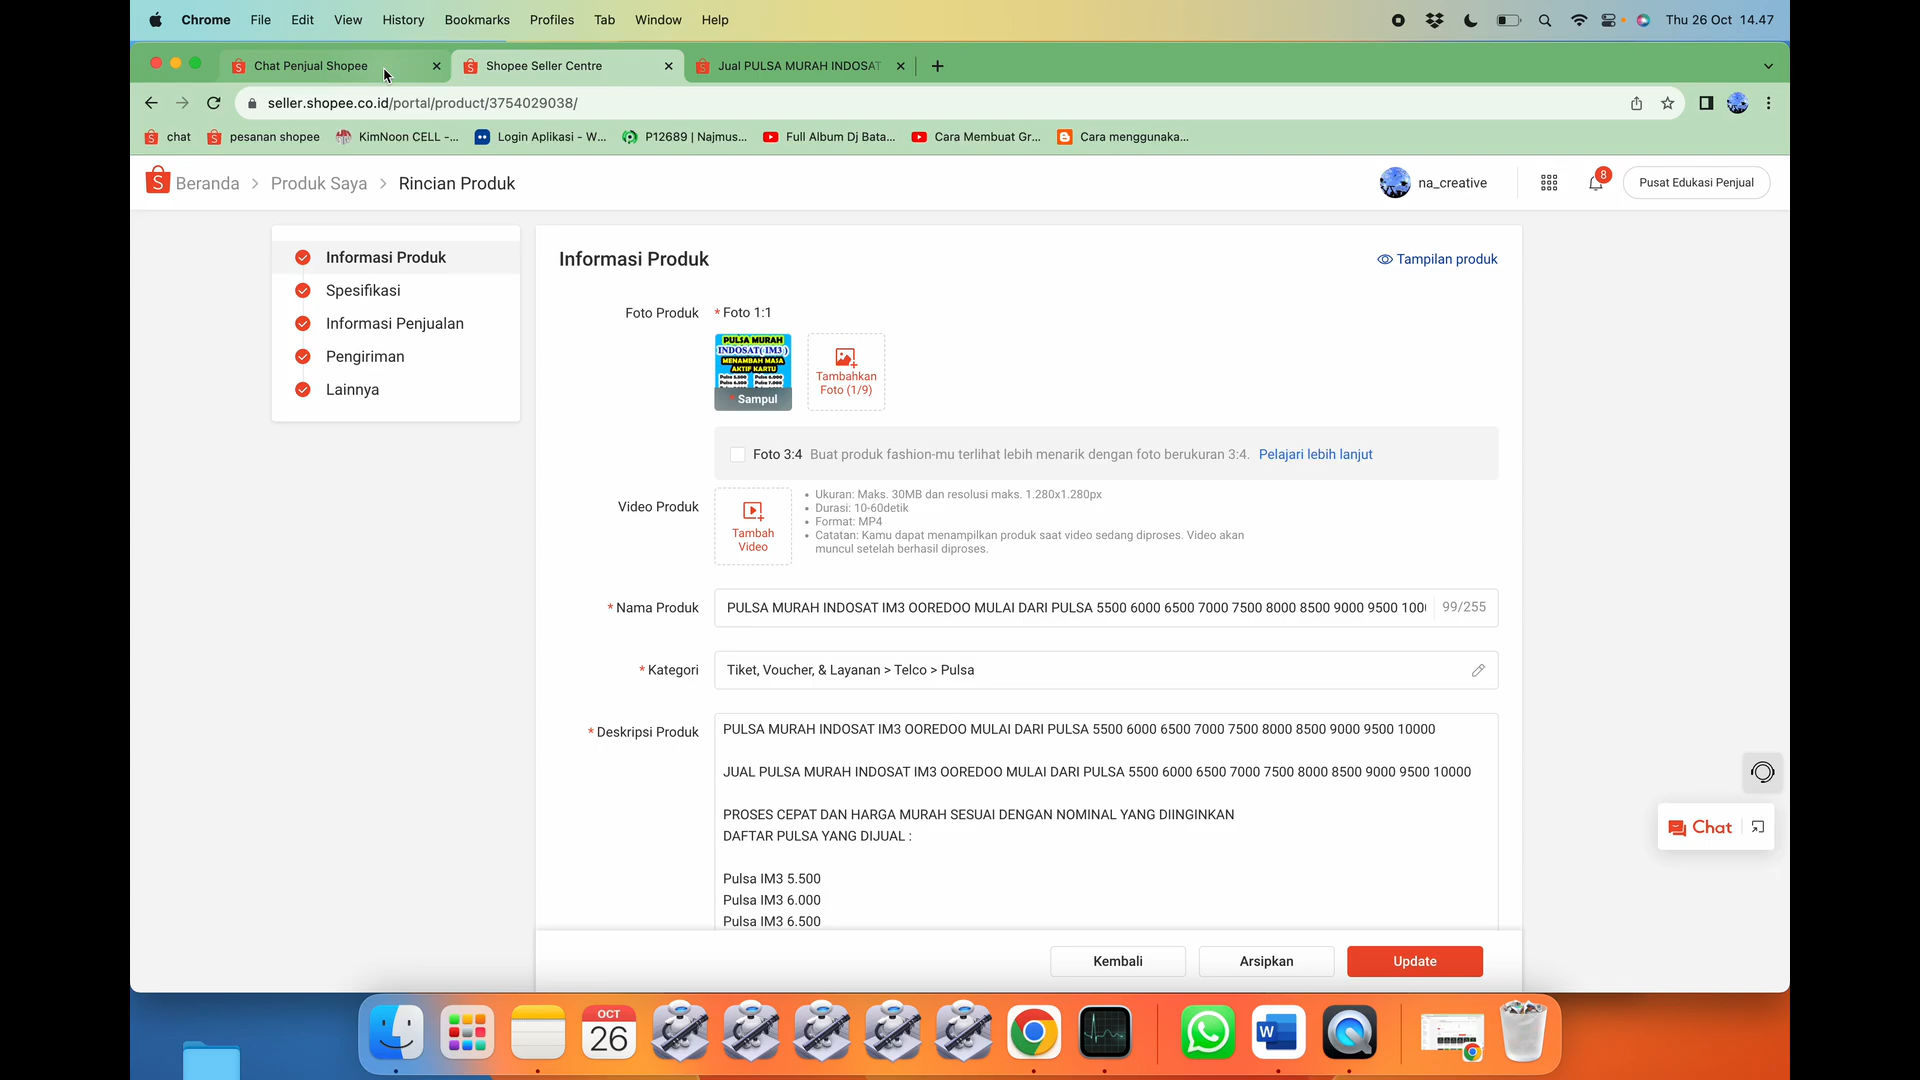 Chrome File Edit View History Bookmarks Profiles Tab Window Help Thu 26 Oct 14.47
Chat Penjual Shopee Shopee Seller Centre Jual PULSA MURAH INDOSAT
seller.shopee.co.id/portal/product/3754029038/
chat pesanan shopee KimNoon CELL -... Login Aplikasi - W... P12689 | Najmus... Full Album Dj Bata... Cara Membuat Gr... Cara menggunaka...
Beranda > Produk Saya > Rincian Produk na_creative 8 Pusat Edukasi Penjual
Informasi Produk
Spesifikasi
Informasi Penjualan
Pengiriman
Lainnya
Informasi Produk Tampilan produk
Foto Produk * Foto 1:1
PULSA MURAH
INDOSAT( IM3 )
MENAMBAH MASA
AKTIF KARTU
Pulsa 5.500 Pulsa 6.000
Pulsa 6.500 Pulsa 7.000
* Sampul
Tambahkan
Foto (1/9)
Foto 3:4 Buat produk fashion-mu terlihat lebih menarik dengan foto berukuran 3:4. Pelajari lebih lanjut
Video Produk
Tambah
Video
• Ukuran: Maks. 30MB dan resolusi maks. 1.280x1.280px
• Durasi: 10-60detik
• Format: MP4
• Catatan: Kamu dapat menampilkan produk saat video sedang diproses. Video akan
muncul setelah berhasil diproses.
* Nama Produk PULSA MURAH INDOSAT IM3 OOREDOO MULAI DARI PULSA 5500 6000 6500 7000 7500 8000 8500 9000 9500 100 99/255
* Kategori Tiket, Voucher, & Layanan > Telco > Pulsa
* Deskripsi Produk PULSA MURAH INDOSAT IM3 OOREDOO MULAI DARI PULSA 5500 6000 6500 7000 7500 8000 8500 9000 9500 10000
JUAL PULSA MURAH INDOSAT IM3 OOREDOO MULAI DARI PULSA 5500 6000 6500 7000 7500 8000 8500 9000 9500 10000
PROSES CEPAT DAN HARGA MURAH SESUAI DENGAN NOMINAL YANG DIINGINKAN
DAFTAR PULSA YANG DIJUAL :
Pulsa IM3 5.500
Pulsa IM3 6.000
Pulsa IM3 6.500
Chat
Kembali Arsipkan Update
OCT
26
W